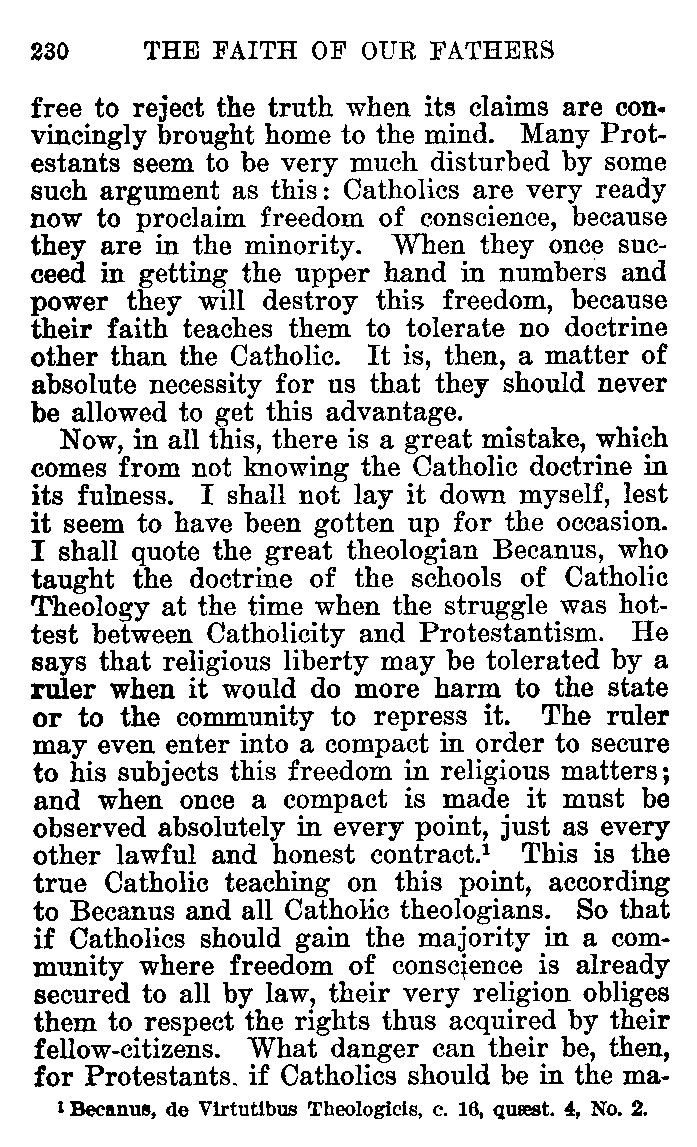 230 THE FAITH OF OUR FATHERS
free to reject the truth when its claims are con-
vincingly brought home to the mind. Many Prot-
estants seem to be very much disturbed by some
such argument as this: Catholics are very ready
now to proclaim freedom of conscience, because
they are in the minority. When they once suc-
ceed in getting the upper hand in numbers and
power they will destroy this freedom, because
their faith teaches them to tolerate no doctrine
other than the Catholic. It is, then, a matter of
absolute necessity for us that they should never
be allowed to get this advantage.
Now, in all this, there is a great mistake, which
comes from not knowing the Catholic doctrine in
its fulness. I shall not lay it down myself, lest
it seem to have been gotten up for the occasion.
I shall quote the great theologian Becanus, who
taught the doctrine of the schools of Catholic
Theology at the time when the struggle was hot-
test between Catholicity and Protestantism. He
says that religious liberty may be tolerated by a
ruler when it would do more harm to the state
or to the community to repress it. The ruler
may even enter into a compact in order to secure
to his subjects this freedom in religious matters;
and when once a compact is made it must be
observed absolutely in every point, just as every
other lawful and honest contract.¹ This is the
true Catholic teaching on this point, according
to Becanus and all Catholic theologians. So that
if Catholics should gain the majority in a com-
munity where freedom of conscience is already
secured to all by law, their very religion obliges
them to respect the rights thus acquired by their
fellow-citizens. What danger can their be, then,
for Protestants. if Catholics should be in the ma-
¹ Becanus, de Virtutibus Theologicis, c. 16, quæst. 4, No. 2.